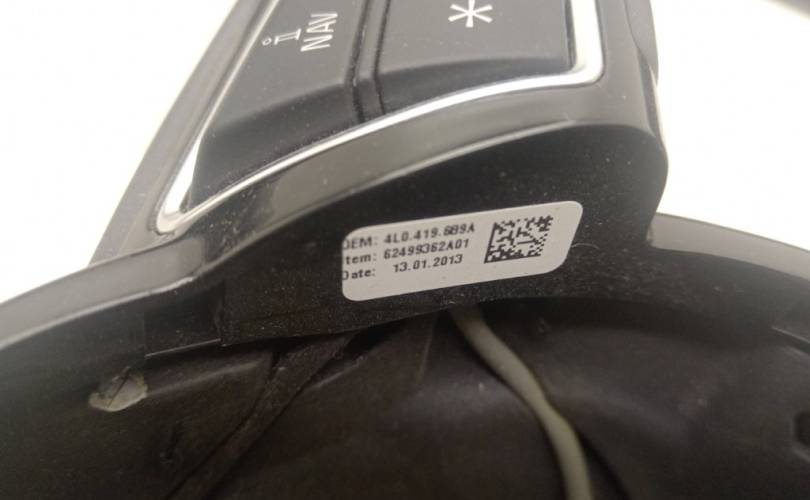 NAV
*
OEM: 4L0.419.689A
Item: 62499362A01
Date: 13.01.2013